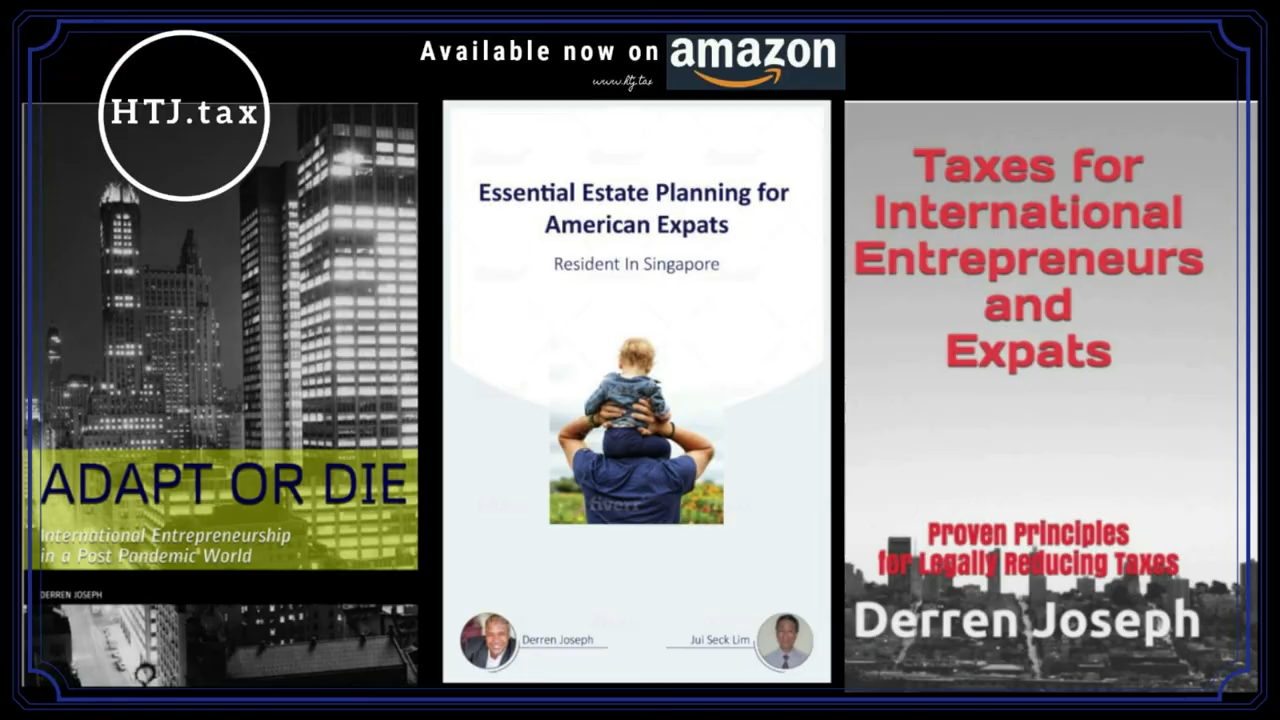 Available now on amazon
www.htj.tax
HTJ.tax
ADAPT OR DIE
International Entrepreneurship
in a Post Pandemic World
DERREN JOSEPH
Essential Estate Planning for
American Expats
Resident In Singapore
fiverr
Derren Joseph
Jui Seck Lim
Taxes for
International
Entrepreneurs
and
Expats
Proven Principles
for Legally Reducing Taxes
Derren Joseph